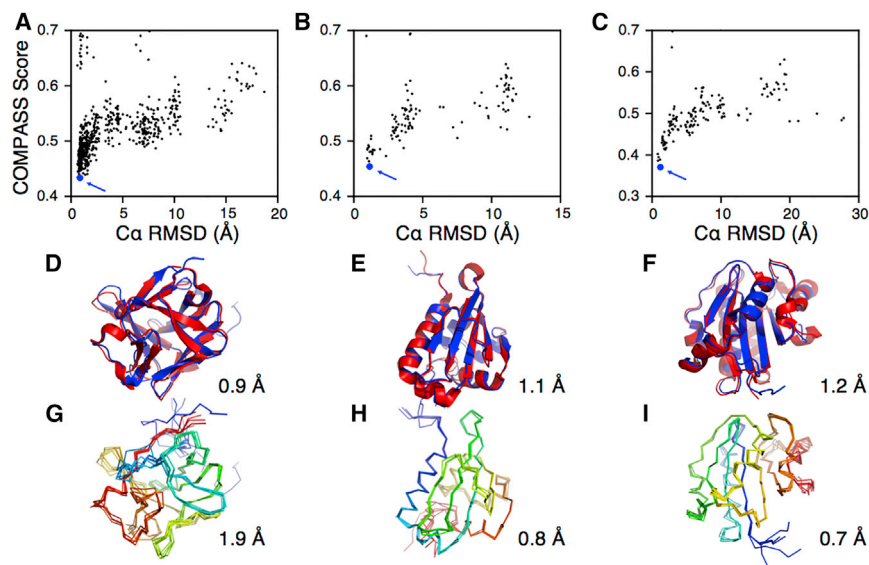 A B C
0.7 0.7 0.7
0.6 0.6 0.6
0.5 0.5 0.5
0.4
0.4 0.4 0.3
COMPASS Score
0 5 10 15 20 0 5 10 15 0 10 20 30
Cα RMSD (Å) Cα RMSD (Å) Cα RMSD (Å)
D E F
0.9 Å 1.1 Å 1.2 Å
G H I
1.9 Å 0.8 Å 0.7 Å